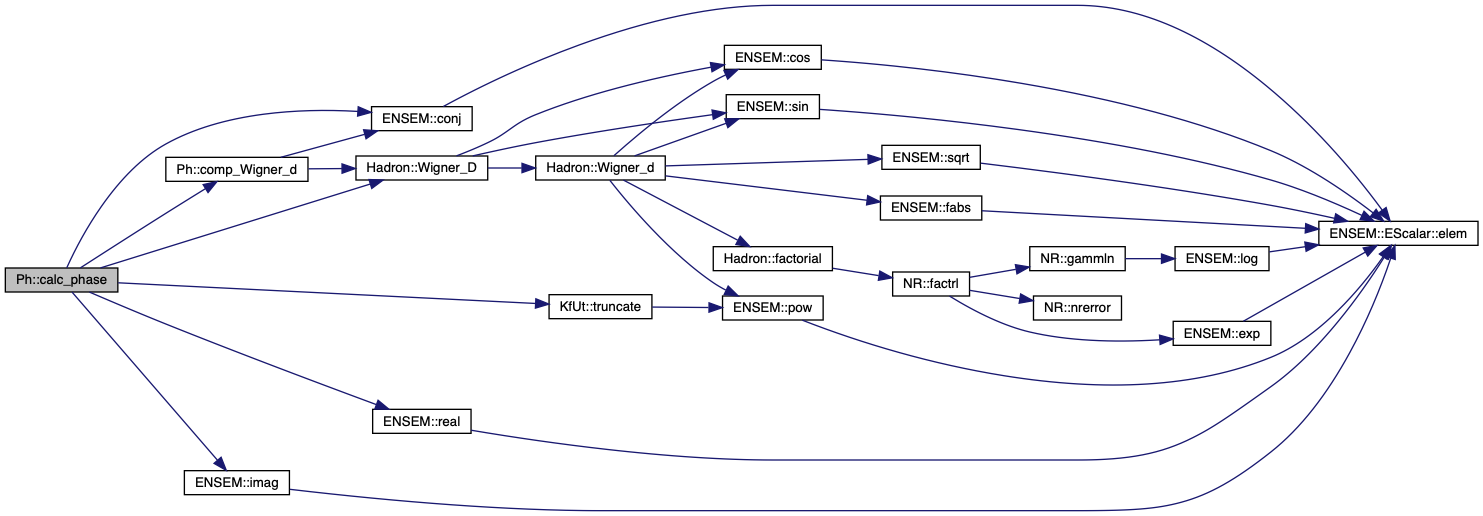 ENSEM::cos
ENSEM::sin
ENSEM::conj
Ph::comp_Wigner_d
Hadron::Wigner_D
Hadron::Wigner_d
ENSEM::sqrt
ENSEM::fabs
ENSEM::EScalar::elem
Hadron::factorial
NR::gammln
ENSEM::log
Ph::calc_phase
NR::factrl
KfUt::truncate
ENSEM::pow
NR::nrerror
ENSEM::exp
ENSEM::real
ENSEM::imag